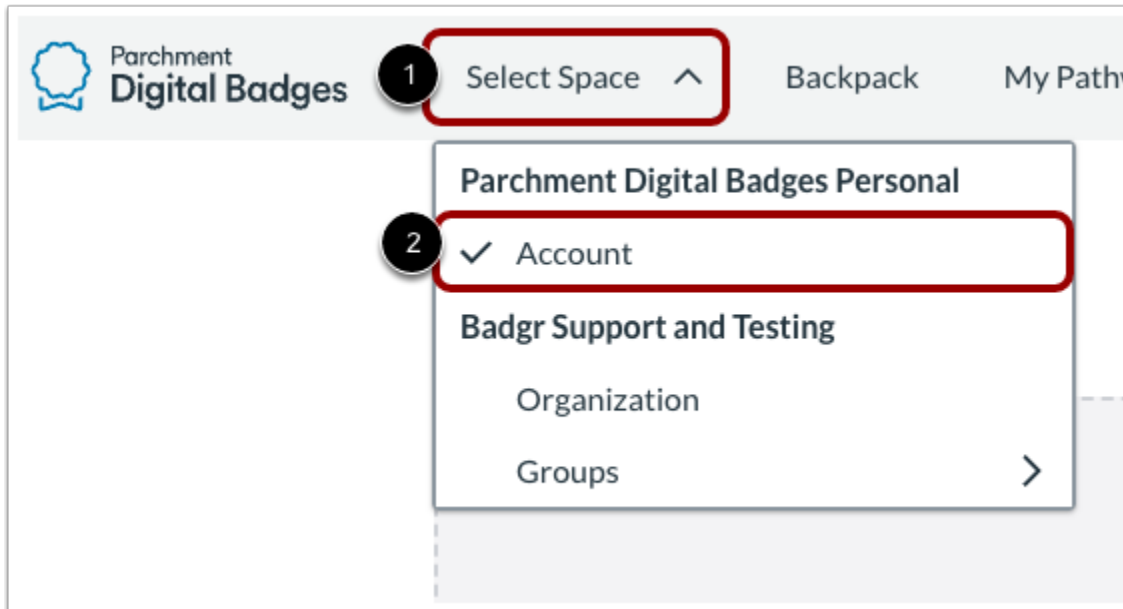 Parchment
Digital Badges
1
Select Space
Backpack
My Path
Parchment Digital Badges Personal
2
Account
Badgr Support and Testing
Organization
Groups